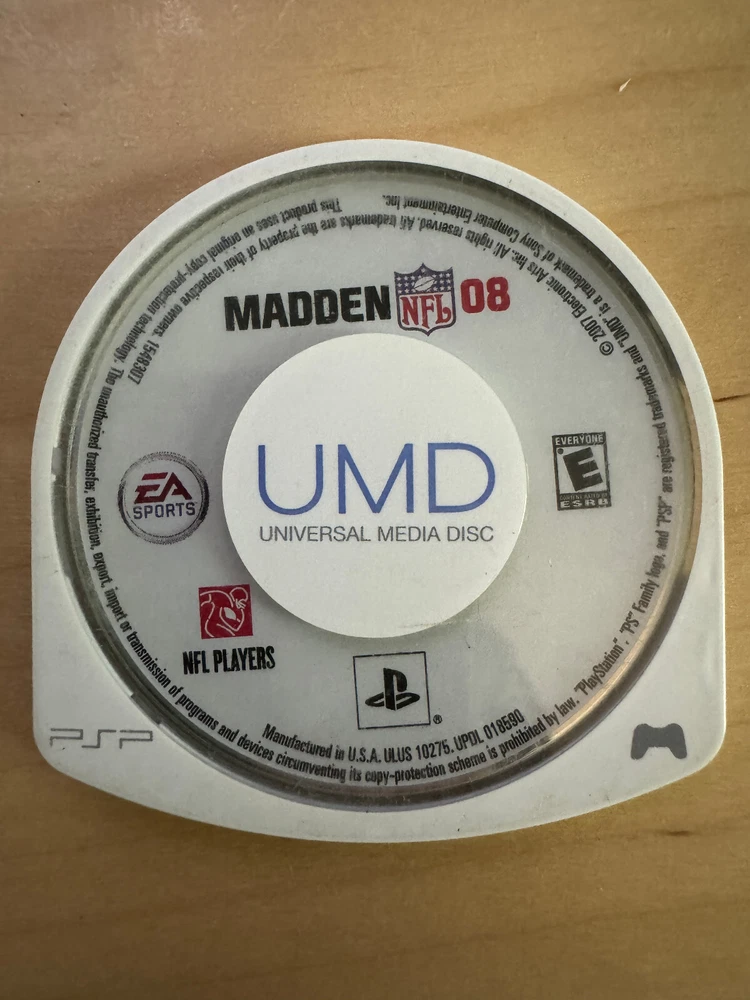 MADDEN NFL 08
UMD
UNIVERSAL MEDIA DISC
EA
SPORTS
EVERYONE
E
CONTENT RATED BY
ESRB
NFL PLAYERS
®
PSP
Manufactured in U.S.A. ULUS 10275. UPDL 01859O
© 2007 Electronic Arts Inc. All rights reserved. All trademarks are the property of their respective owners. 1548307
This product uses an original copy-protection technology. The unauthorized transfer, exhibition, export, import or transmission of programs and devices circumventing its copy-protection scheme is prohibited by law. "PlayStation", "PS" Family logo, and "PSP" are registered trademarks and "UMD" is a trademark of Sony Computer Entertainment Inc.